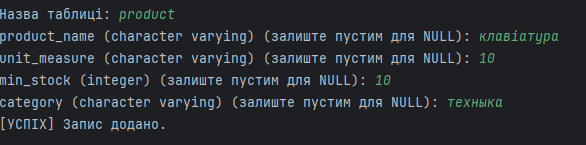 Назва таблиці: product
product_name (character varying) (залиште пустим для NULL): клавіатура
unit_measure (character varying) (залиште пустим для NULL): 10
min_stock (integer) (залиште пустим для NULL): 10
category (character varying) (залиште пустим для NULL): техныка
[УСПІХ] Запис додано.